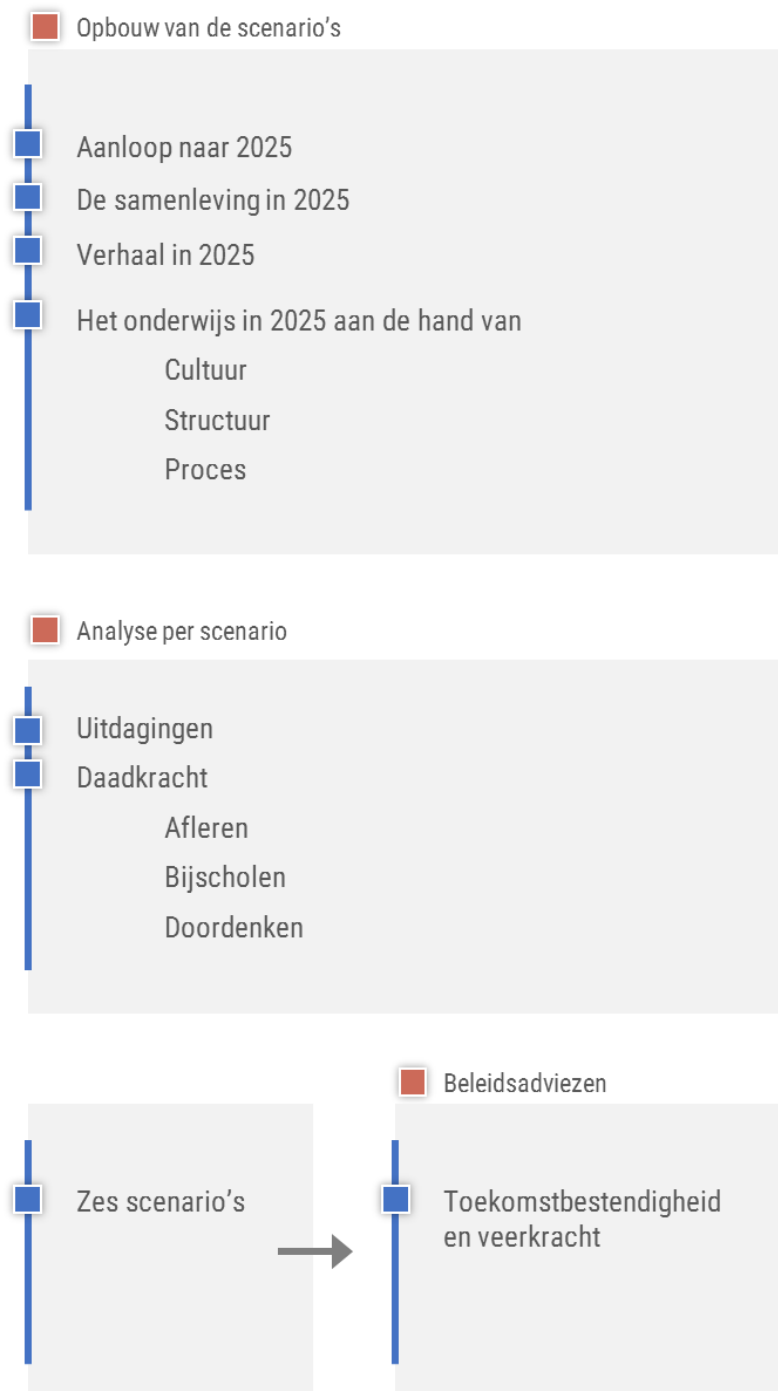 Opbouw van de scenario’s
Aanloop naar 2025
De samenleving in 2025
Verhaal in 2025
Het onderwijs in 2025 aan de hand van
Cultuur
Structuur
Proces
Analyse per scenario
Uitdagingen
Daadkracht
Afleren
Bijscholen
Doordenken
Zes scenario’s
Beleidsadviezen
Toekomstbestendigheid
en veerkracht